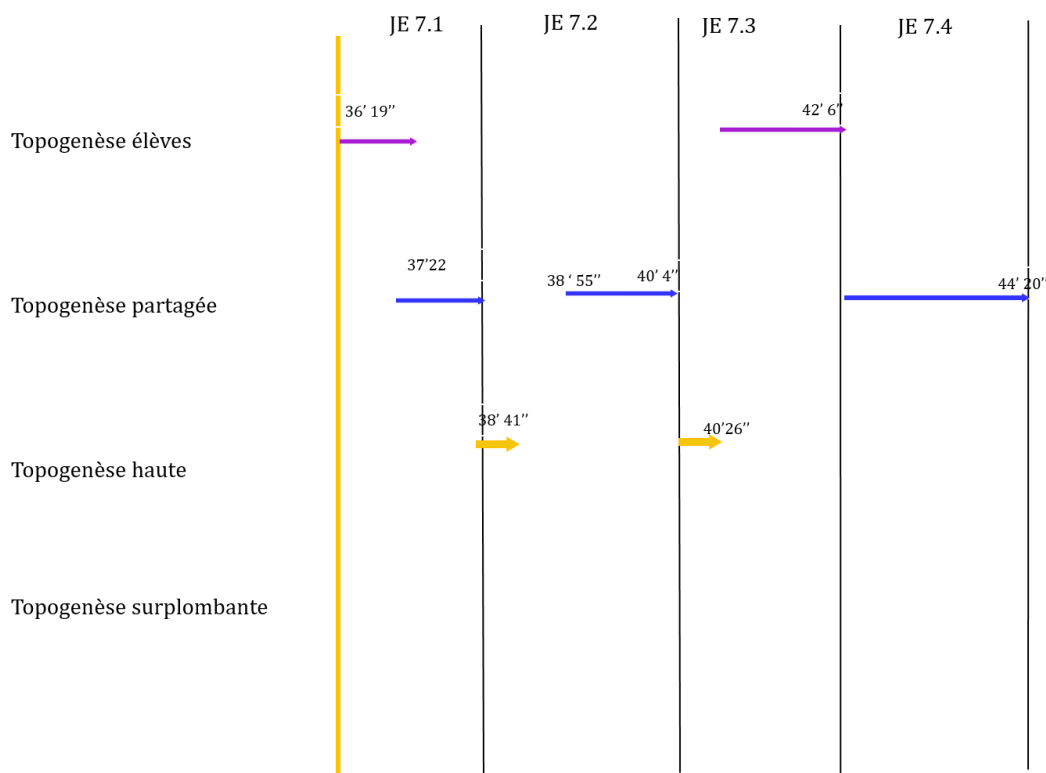 JE 7.1
JE 7.2
JE 7.3
JE 7.4
36’ 19’’
42’ 6’’
Topogenèse élèves
37’22
38 ‘ 55’’
40’ 4’’
44’ 20’’
Topogenèse partagée
38’ 41’’
40’26’’
Topogenèse haute
Topogenèse surplombante